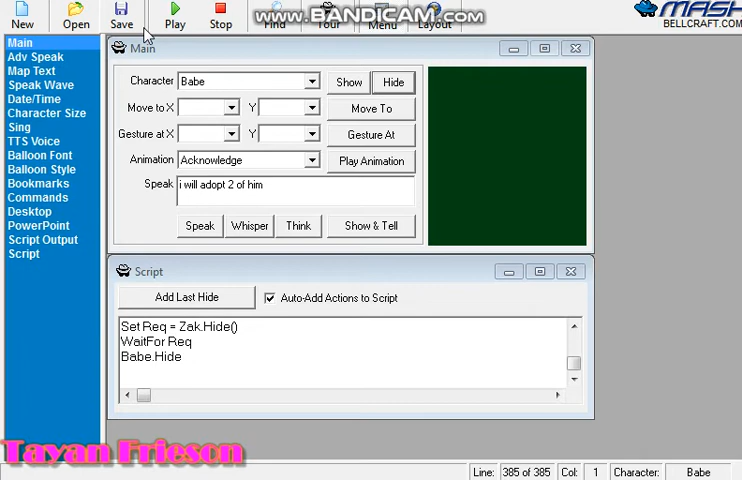 New Open Save Play Stop Find Tour Menu Layout
WWW.BANDICAM.COM
MASH
BELLCRAFT.COM
Main
Adv Speak
Map Text
Speak Wave
Date/Time
Character Size
Sing
TTS Voice
Balloon Font
Balloon Style
Bookmarks
Commands
Desktop
PowerPoint
Script Output
Script
Main
Character Babe Show Hide
Move to X Y Move To
Gesture at X Y Gesture At
Animation Acknowledge Play Animation
Speak i will adopt 2 of him
Speak Whisper Think Show & Tell
Script
Add Last Hide Auto-Add Actions to Script
Set Req = Zak.Hide()
WaitFor Req
Babe.Hide
Tayan Frieson
Line: 385 of 385 Col: 1 Character: Babe